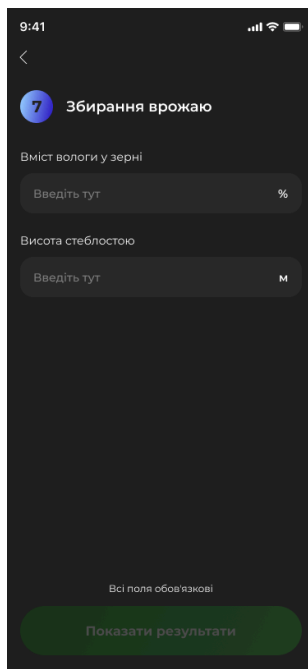 9:41
7 Збирання врожаю
Вміст вологи у зерні
Введіть тут %
Висота стеблостою
Введіть тут м
Всі поля обов'язкові
Показати результати